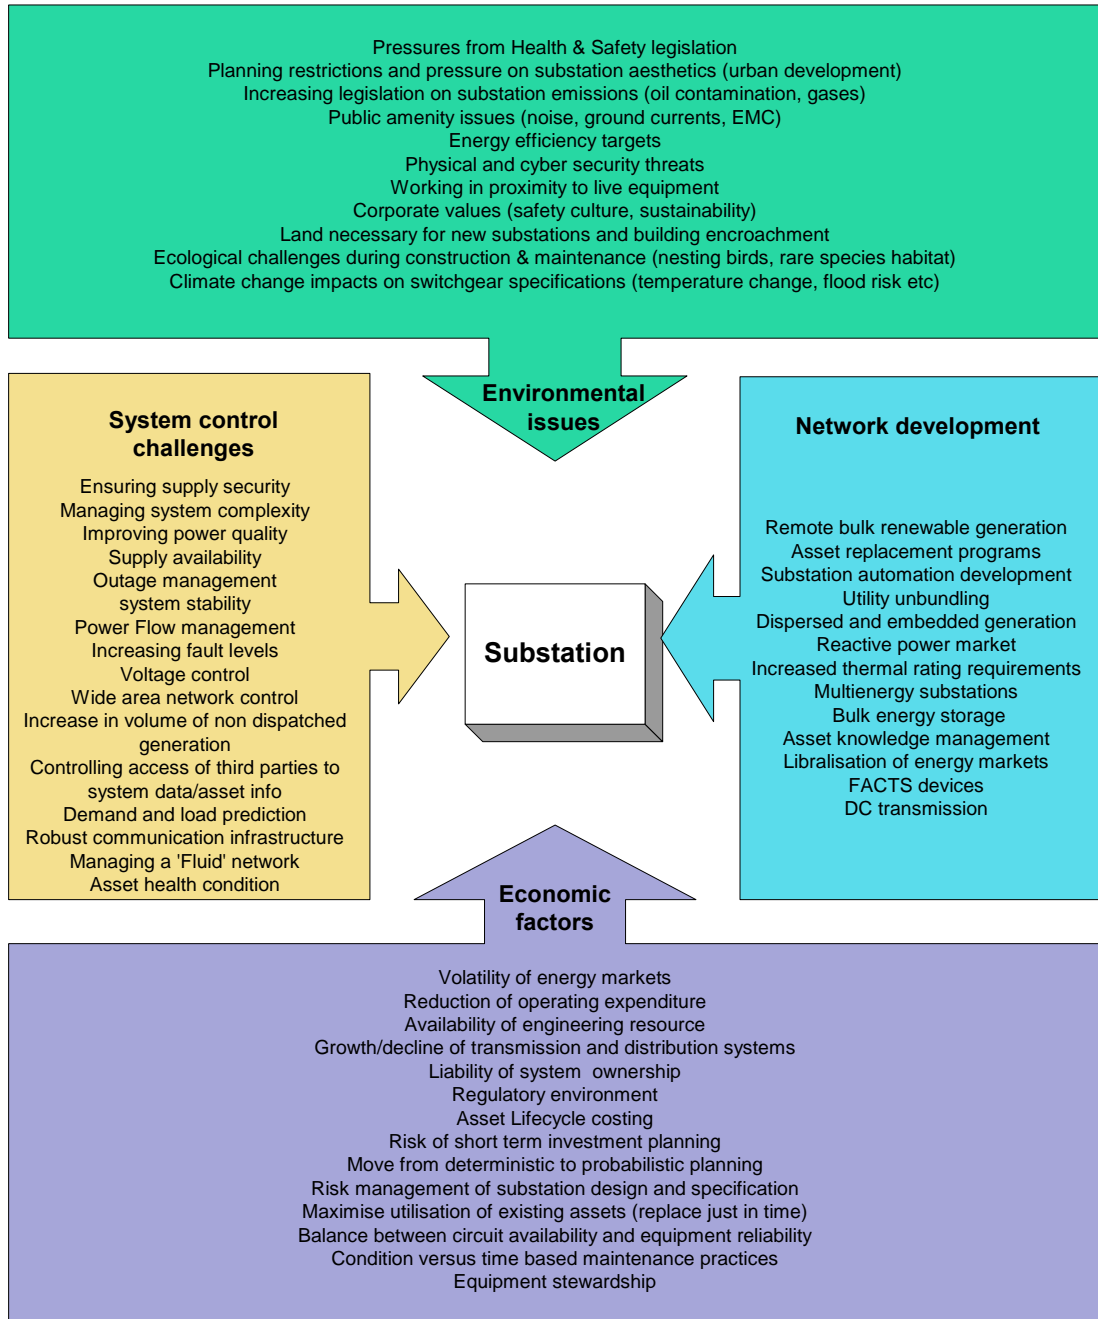 Pressures from Health & Safety legislation
Planning restrictions and pressure on substation aesthetics (urban development)
Increasing legislation on substation emissions (oil contamination, gases)
Public amenity issues (noise, ground currents, EMC)
Energy efficiency targets
Physical and cyber security threats
Working in proximity to live equipment
Corporate values (safety culture, sustainability)
Land necessary for new substations and building encroachment
Ecological challenges during construction & maintenance (nesting birds, rare species habitat)
Climate change impacts on switchgear specifications (temperature change, flood risk etc)
Environmental
issues
System control
challenges
Ensuring supply security
Managing system complexity
Improving power quality
Supply availability
Outage management
system stability
Power Flow management
Increasing fault levels
Voltage control
Wide area network control
Increase in volume of non dispatched
generation
Controlling access of third parties to
system data/asset info
Demand and load prediction
Robust communication infrastructure
Managing a 'Fluid' network
Asset health condition
Substation
Network development
Remote bulk renewable generation
Asset replacement programs
Substation automation development
Utility unbundling
Dispersed and embedded generation
Reactive power market
Increased thermal rating requirements
Multienergy substations
Bulk energy storage
Asset knowledge management
Libralisation of energy markets
FACTS devices
DC transmission
Economic
factors
Volatility of energy markets
Reduction of operating expenditure
Availability of engineering resource
Growth/decline of transmission and distribution systems
Liability of system ownership
Regulatory environment
Asset Lifecycle costing
Risk of short term investment planning
Move from deterministic to probabilistic planning
Risk management of substation design and specification
Maximise utilisation of existing assets (replace just in time)
Balance between circuit availability and equipment reliability
Condition versus time based maintenance practices
Equipment stewardship